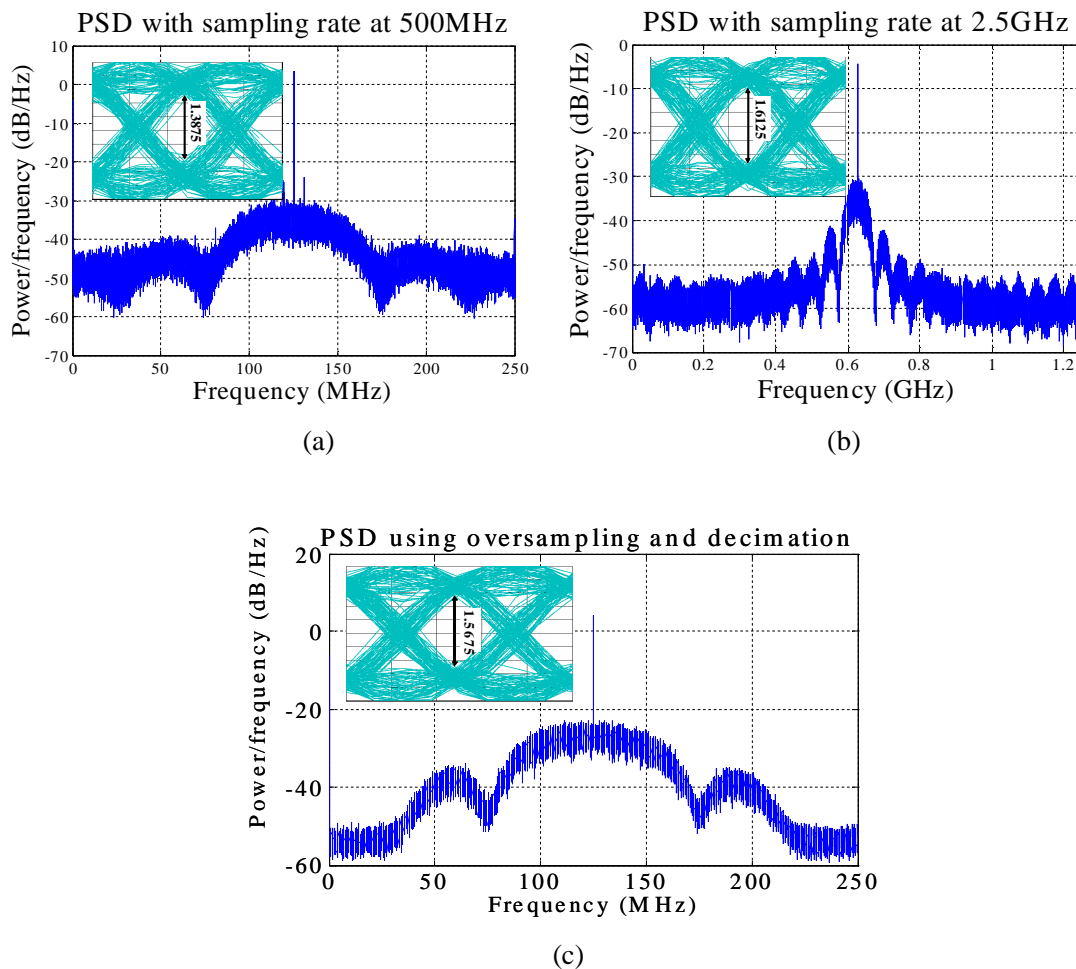 PSD with sampling rate at 500MHz
10
0
-10
-20
-30
-40
-50
-60
-70
Power/frequency (dB/Hz)
1.3875
0 50 100 150 200 250
Frequency (MHz)
(a)
PSD with sampling rate at 2.5GHz
0
-10
-20
-30
-40
-50
-60
-70
Power/frequency (dB/Hz)
1.6125
0 0.2 0.4 0.6 0.8 1 1.2
Frequency (GHz)
(b)
PSD using oversampling and decimation
20
0
-20
-40
-60
Power/frequency (dB/Hz)
1.5675
0 50 100 150 200 250
Frequency (MHz)
(c)